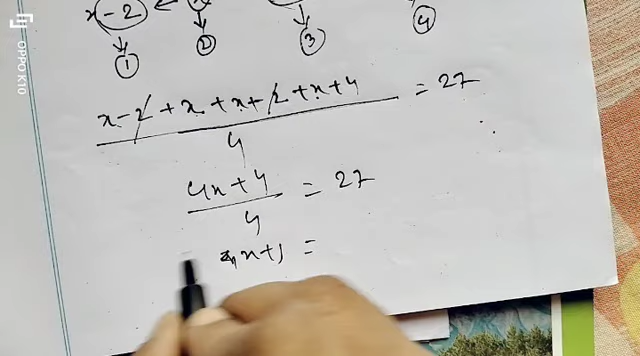 x-2
① ② ③ ④
x-2+x+x+2+x+4 = 27
4
4x+4 = 27
4
x+1 =
OPPO K10